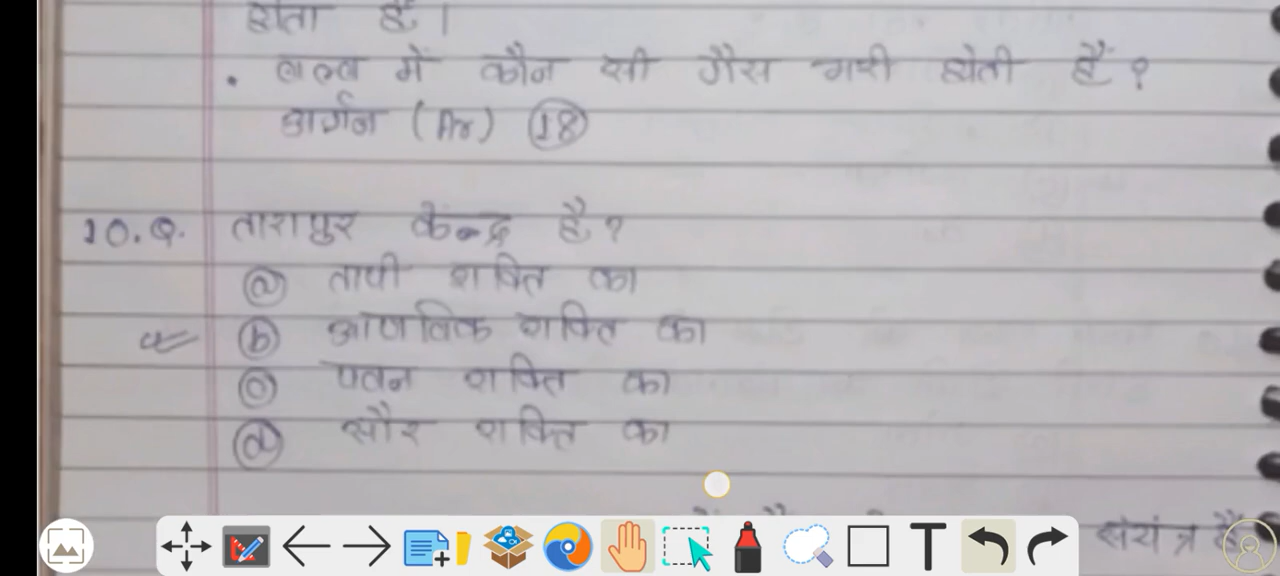 होता है।
• बल्ब में कौन सी गैस भरी होती है?
आर्गन (Ar) 18
10.Q. तारापुर केन्द्र है?
(a) तापी शक्ति का
(b) आणविक शक्ति का
(c) पवन शक्ति का
(d) सौर शक्ति का
संयंत्र है
T